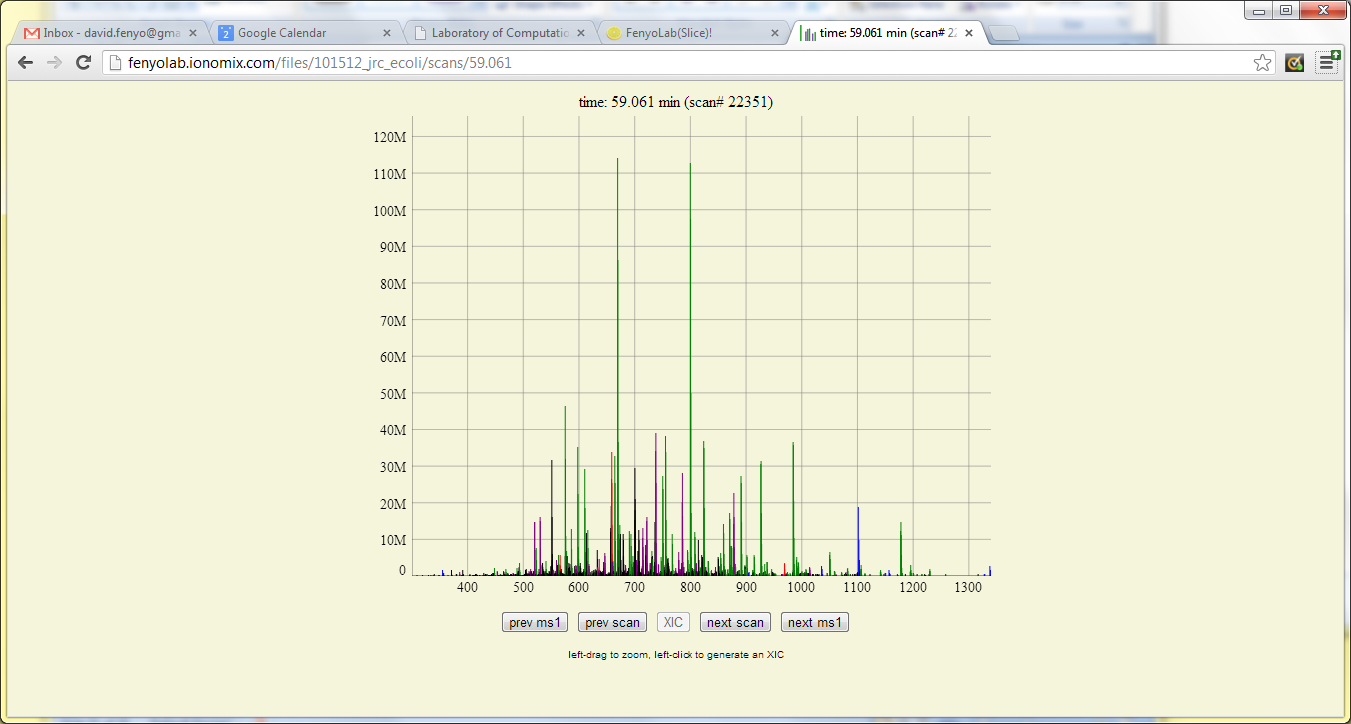 Inbox - david.fenyo@gma
Google Calendar
Laboratory of Computatio
FenyoLab(Slice)!
time: 59.061 min (scan# 22
fenyolab.ionomix.com/files/101512_jrc_ecoli/scans/59.061
time: 59.061 min (scan# 22351)
120M
110M
100M
90M
80M
70M
60M
50M
40M
30M
20M
10M
0
400 500 600 700 800 900 1000 1100 1200 1300
prev ms1 prev scan XIC next scan next ms1
left-drag to zoom, left-click to generate an XIC